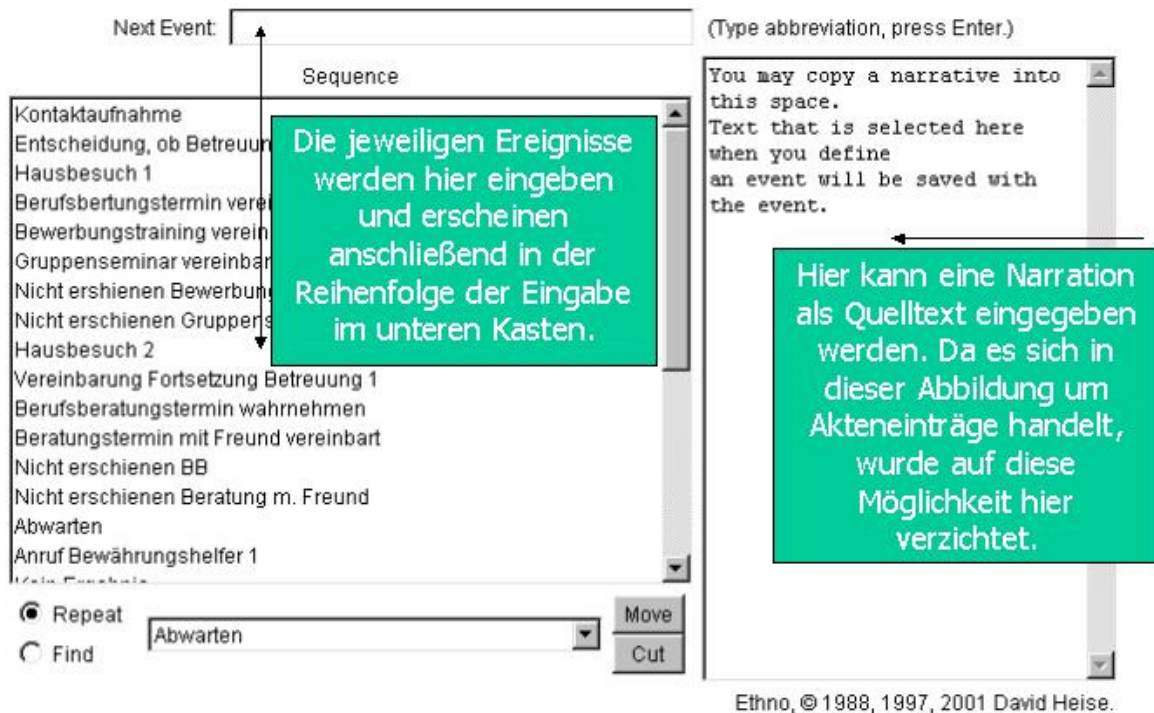 Next Event:
(Type abbreviation, press Enter.)
Sequence
Kontaktaufnahme
Entscheidung, ob Betreuun
Hausbesuch 1
Berufsbertungstermin verei
Bewerbungstraining verein
Gruppenseminar vereinbar
Nicht ershienen Bewerbung
Nicht erschienen Gruppens
Hausbesuch 2
Vereinbarung Fortsetzung Betreuung 1
Berufsberatungstermin wahrnehmen
Beratungstermin mit Freund vereinbart
Nicht erschienen BB
Nicht erschienen Beratung m. Freund
Abwarten
Anruf Bewährungshelfer 1
Die jeweiligen Ereignisse
werden hier eingeben
und erscheinen
anschließend in der
Reihenfolge der Eingabe
im unteren Kasten.
You may copy a narrative into
this space.
Text that is selected here
when you define
an event will be saved with
the event.
Hier kann eine Narration
als Quelltext eingegeben
werden. Da es sich in
dieser Abbildung um
Akteneinträge handelt,
wurde auf diese
Möglichkeit hier
verzichtet.
Repeat
Find
Abwarten
Move
Cut
Ethno, © 1988, 1997, 2001 David Heise.